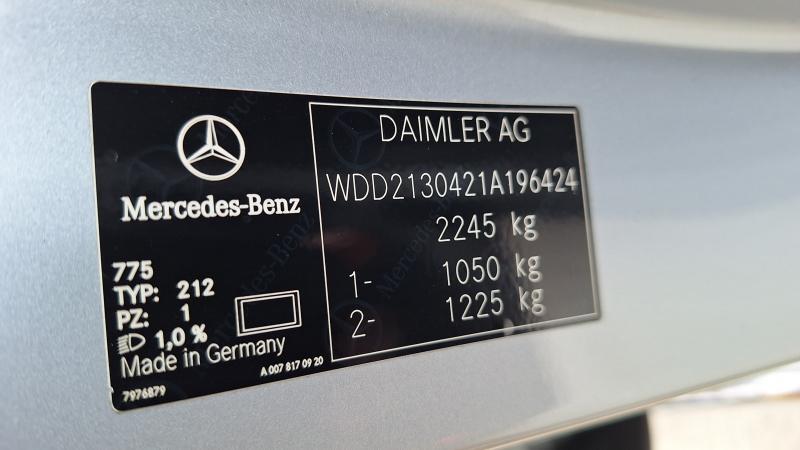 Mercedes-Benz
775
TYP: 212
PZ: 1
1,0 %
Made in Germany
7976879
A 007 817 09 20
DAIMLER AG
WDD2130421A196424
2245 kg
1- 1050 kg
2- 1225 kg